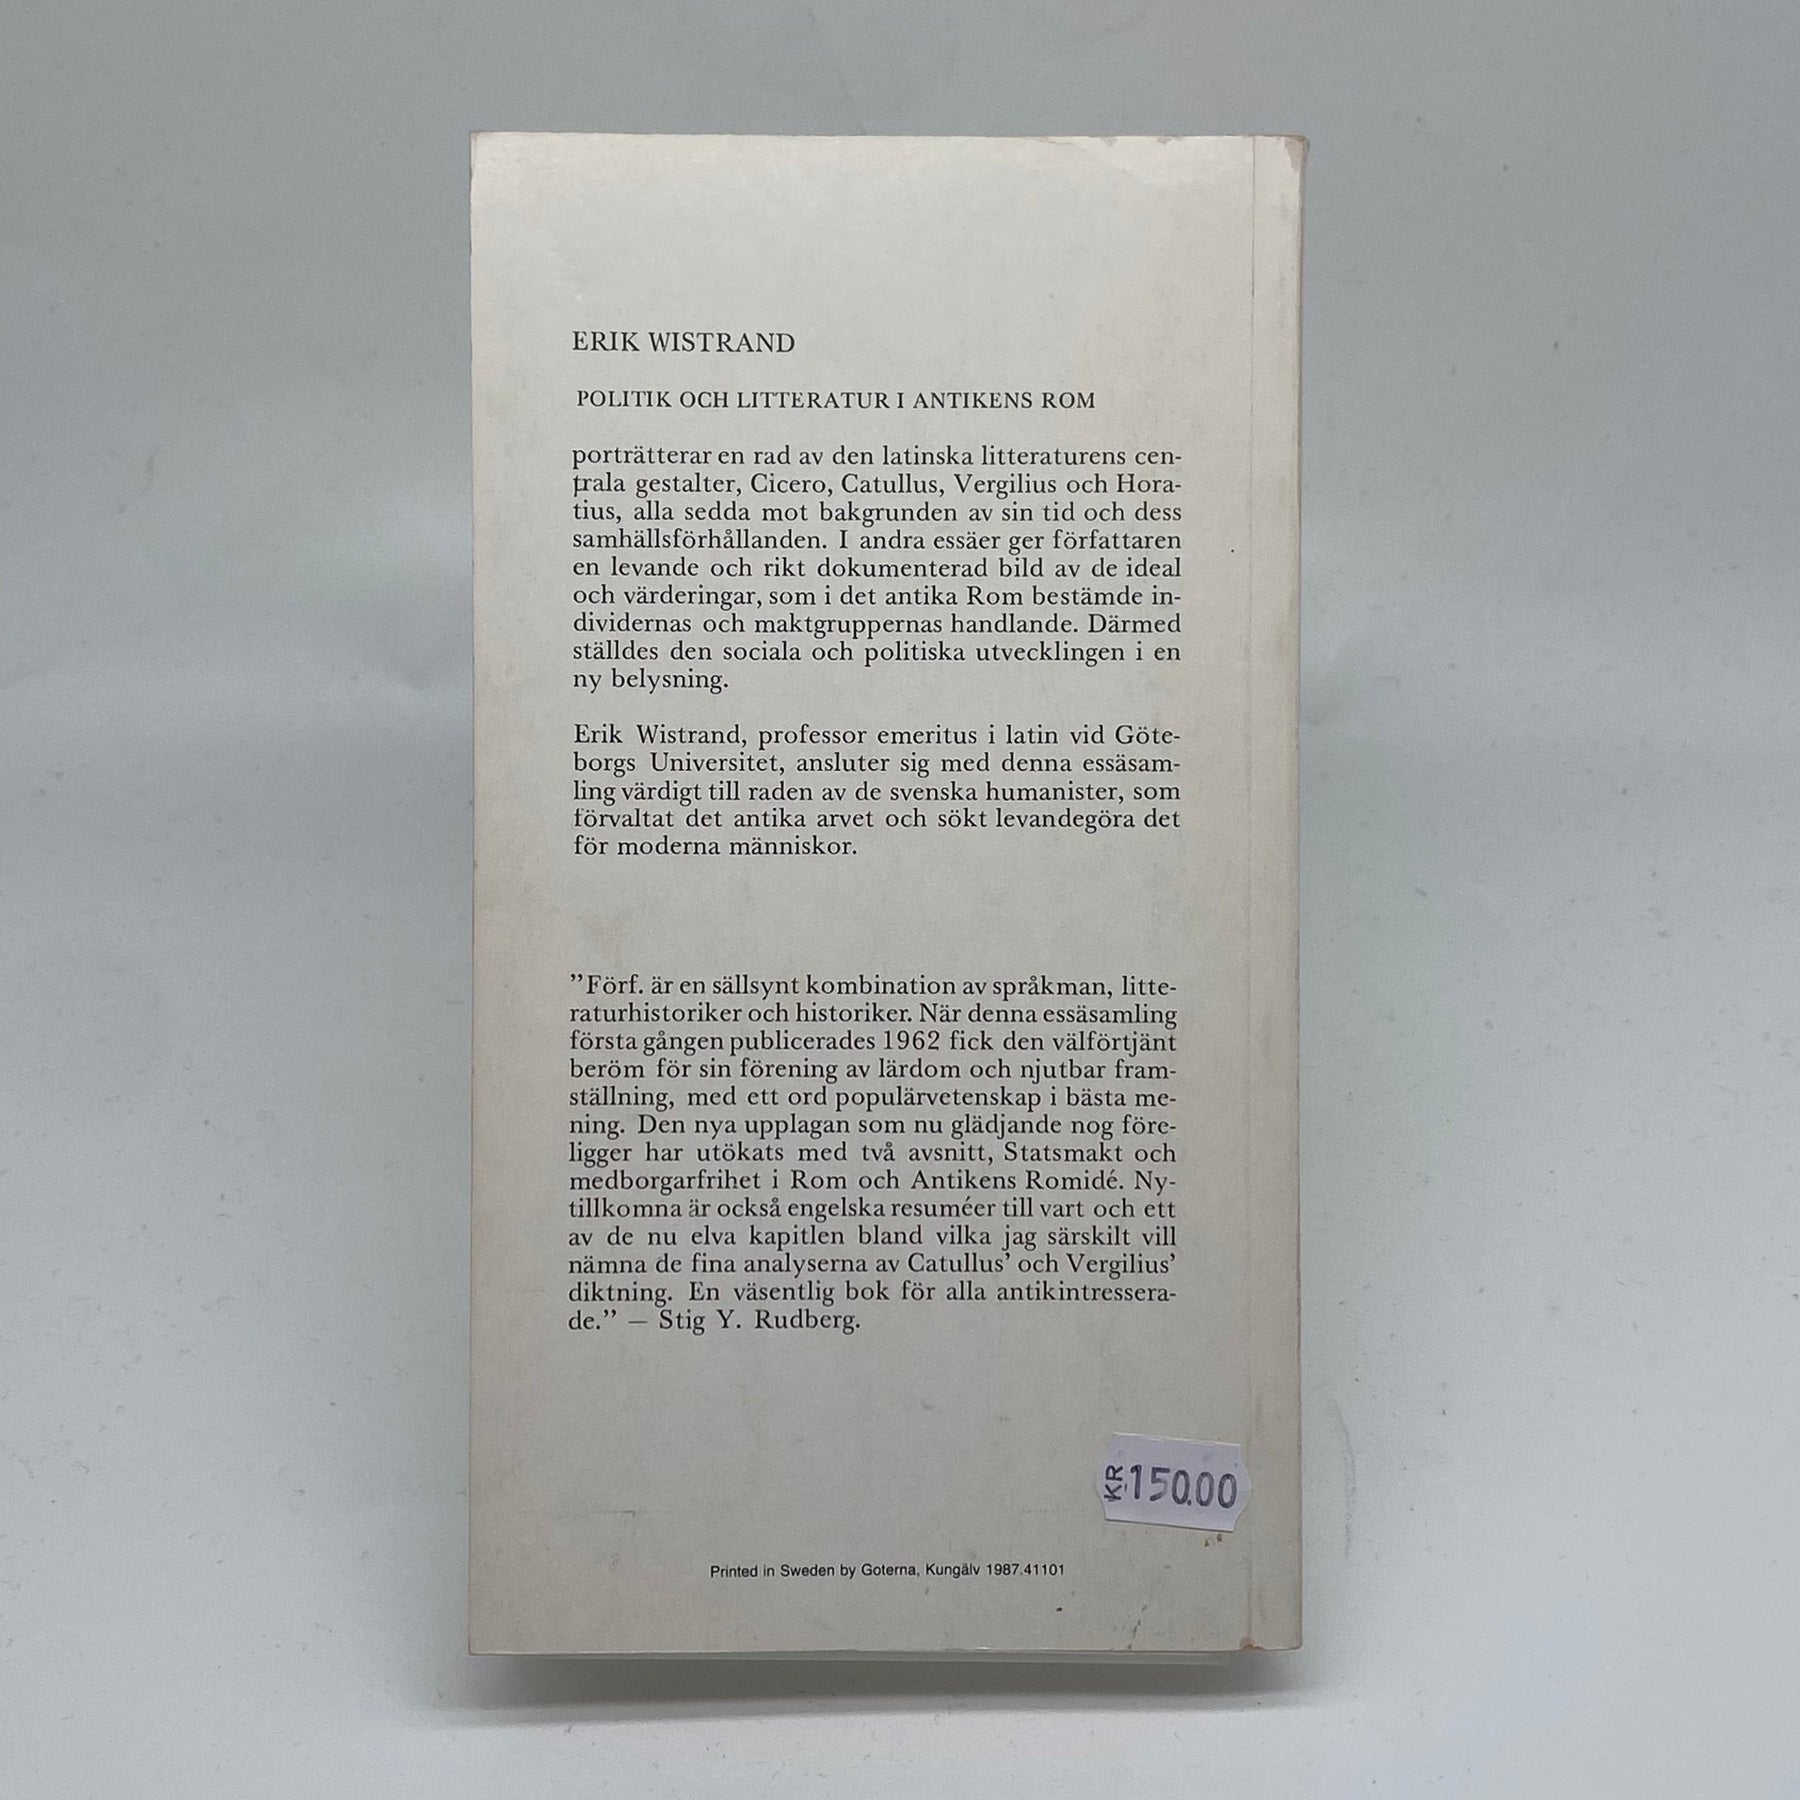 ERIK WISTRAND
POLITIK OCH LITTERATUR I ANTIKENS ROM
porträtterar en rad av den latinska litteraturens cen-
trala gestalter, Cicero, Catullus, Vergilius och Hora-
tius, alla sedda mot bakgrunden av sin tid och dess
samhällsförhållanden. I andra essäer ger författaren
en levande och rikt dokumenterad bild av de ideal
och värderingar, som i det antika Rom bestämde in-
dividernas och maktgruppernas handlande. Därmed
ställdes den sociala och politiska utvecklingen i en
ny belysning.
Erik Wistrand, professor emeritus i latin vid Göte-
borgs Universitet, ansluter sig med denna essäsam-
ling värdigt till raden av de svenska humanister, som
förvaltat det antika arvet och sökt levandegöra det
för moderna människor.
”Förf. är en sällsynt kombination av språkman, litte-
raturhistoriker och historiker. När denna essäsamling
första gången publicerades 1962 fick den välförtjänt
beröm för sin förening av lärdom och njutbar fram-
ställning, med ett ord populärvetenskap i bästa me-
ning. Den nya upplagan som nu glädjande nog före-
ligger har utökats med två avsnitt, Statsmakt och
medborgarfrihet i Rom och Antikens Romidé. Ny-
tillkomna är också engelska resuméer till vart och ett
av de nu elva kapitlen bland vilka jag särskilt vill
nämna de fina analyserna av Catullus’ och Vergilius’
diktning. En väsentlig bok för alla antikintressera-
de.” — Stig Y. Rudberg.
KR 150.00
Printed in Sweden by Goterna, Kungälv 1987.41101